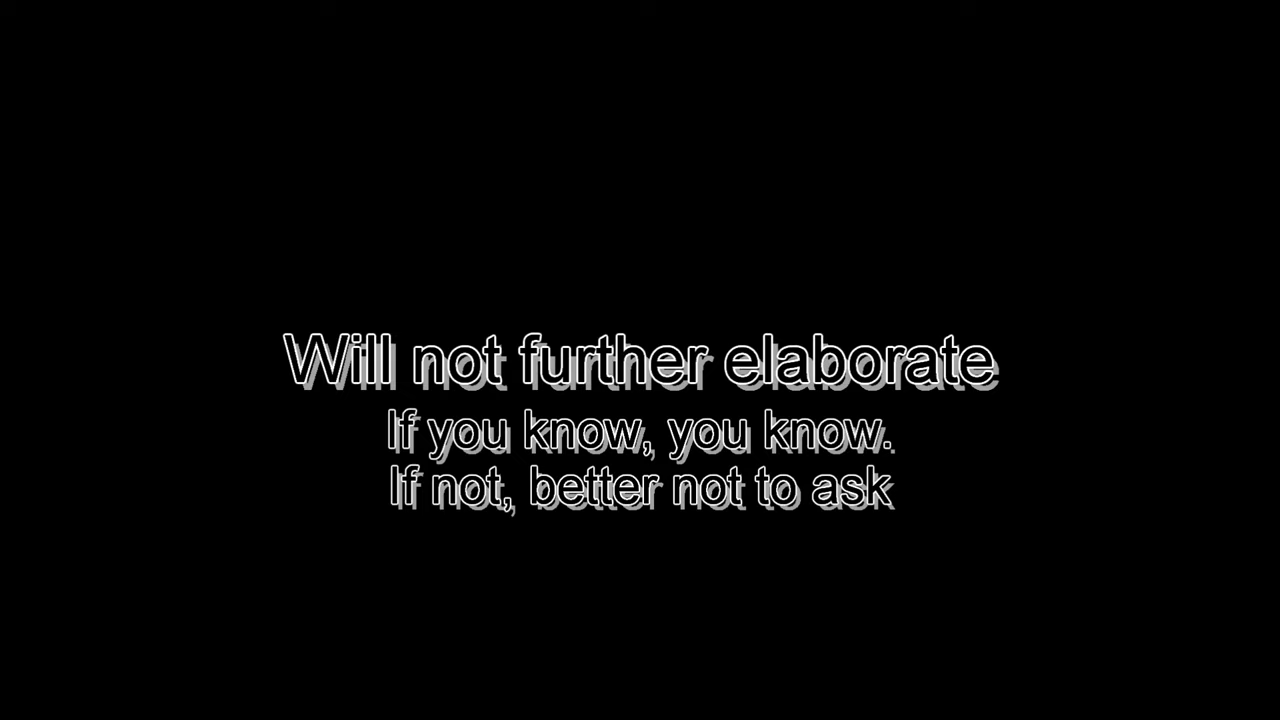 Will not further elaborate
If you know, you know.
If not, better not to ask